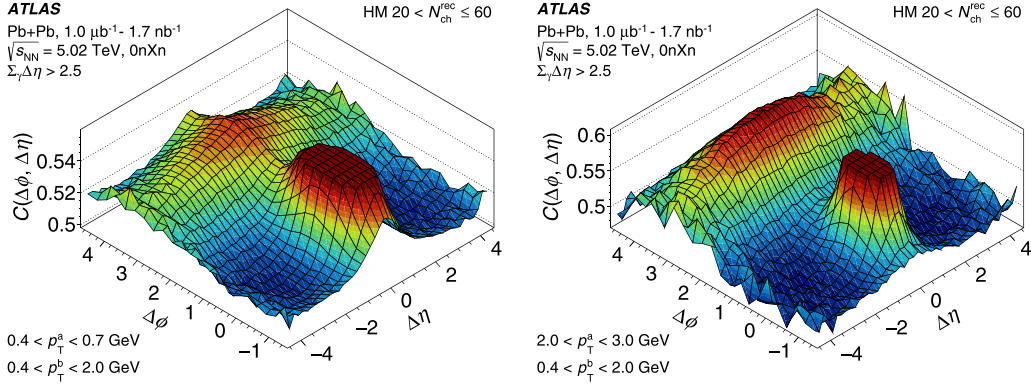 ATLAS
HM 20 < N_ch^rec ≤ 60
Pb+Pb, 1.0 μb⁻¹ - 1.7 nb⁻¹
√s_NN = 5.02 TeV, 0nXn
Σ_γ Δη > 2.5
C(Δϕ, Δη)
0.54
0.52
0.5
4
3
2
1
0
−1
Δϕ
−4
−2
0
2
4
Δη
0.4 < p_T^a < 0.7 GeV
0.4 < p_T^b < 2.0 GeV
ATLAS
HM 20 < N_ch^rec ≤ 60
Pb+Pb, 1.0 μb⁻¹ - 1.7 nb⁻¹
√s_NN = 5.02 TeV, 0nXn
Σ_γ Δη > 2.5
C(Δϕ, Δη)
0.6
0.55
0.5
4
3
2
1
0
−1
Δϕ
−4
−2
0
2
4
Δη
2.0 < p_T^a < 3.0 GeV
0.4 < p_T^b < 2.0 GeV